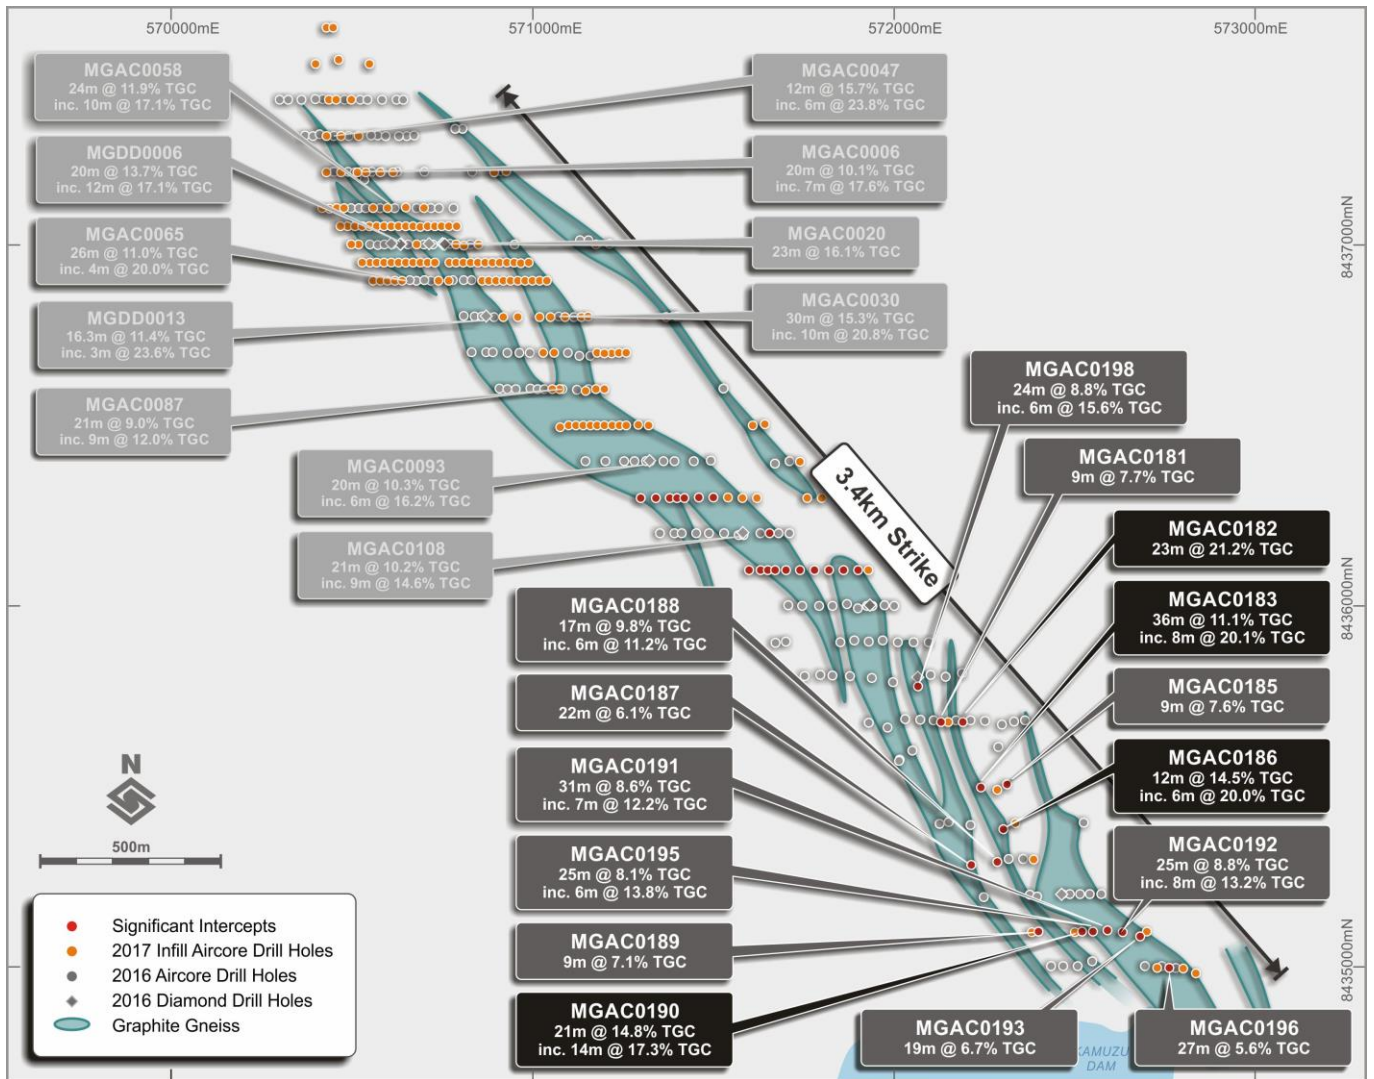 570000mE
571000mE
572000mE
573000mE
MGAC0058
24m @ 11.9% TGC
inc. 10m @ 17.1% TGC
MGAC0047
12m @ 15.7% TGC
inc. 6m @ 23.8% TGC
MGDD0006
20m @ 13.7% TGC
inc. 12m @ 17.1% TGC
MGAC0006
20m @ 10.1% TGC
inc. 7m @ 17.6% TGC
MGAC0065
26m @ 11.0% TGC
inc. 4m @ 20.0% TGC
MGAC0020
23m @ 16.1% TGC
8437000mN
MGDD0013
16.3m @ 11.4% TGC
inc. 3m @ 23.6% TGC
MGAC0030
30m @ 15.3% TGC
inc. 10m @ 20.8% TGC
MGAC0087
21m @ 9.0% TGC
inc. 9m @ 12.0% TGC
MGAC0198
24m @ 8.8% TGC
inc. 6m @ 15.6% TGC
MGAC0093
20m @ 10.3% TGC
inc. 6m @ 16.2% TGC
MGAC0181
9m @ 7.7% TGC
3.4km Strike
MGAC0108
21m @ 10.2% TGC
inc. 9m @ 14.6% TGC
MGAC0182
23m @ 21.2% TGC
8436000mN
MGAC0188
17m @ 9.8% TGC
inc. 6m @ 11.2% TGC
MGAC0183
36m @ 11.1% TGC
inc. 8m @ 20.1% TGC
MGAC0187
22m @ 6.1% TGC
MGAC0185
9m @ 7.6% TGC
MGAC0191
31m @ 8.6% TGC
inc. 7m @ 12.2% TGC
MGAC0186
12m @ 14.5% TGC
inc. 6m @ 20.0% TGC
N
500m
MGAC0195
25m @ 8.1% TGC
inc. 6m @ 13.8% TGC
MGAC0192
25m @ 8.8% TGC
inc. 8m @ 13.2% TGC
MGAC0189
9m @ 7.1% TGC
8435000mN
MGAC0190
21m @ 14.8% TGC
inc. 14m @ 17.3% TGC
MGAC0193
19m @ 6.7% TGC
MGAC0196
27m @ 5.6% TGC
KAMUZU
DAM
Significant Intercepts
2017 Infill Aircore Drill Holes
2016 Aircore Drill Holes
2016 Diamond Drill Holes
Graphite Gneiss